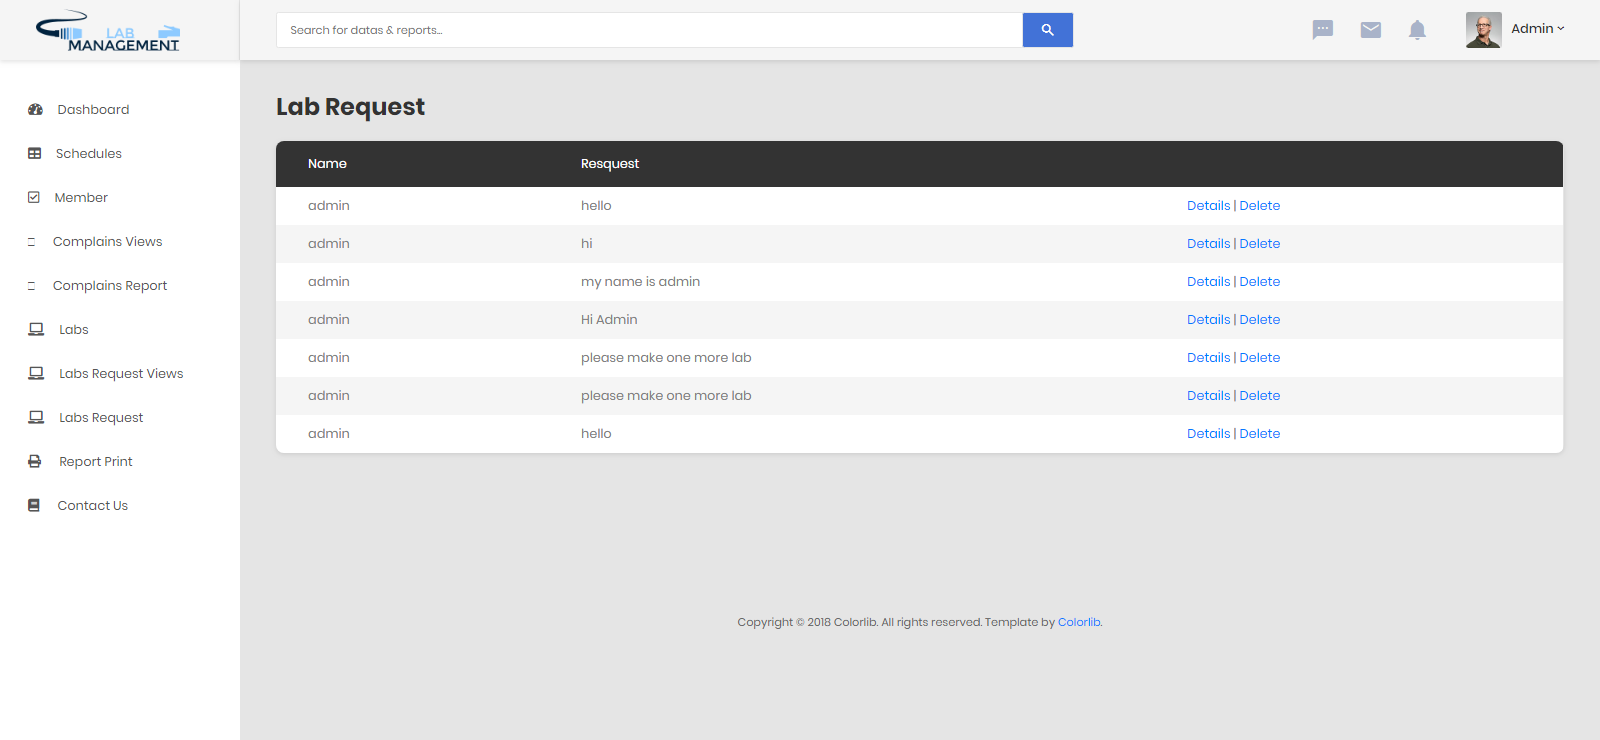 LAB
MANAGEMENT
Search for datas & reports...
Admin
Dashboard
Schedules
Member
Complains Views
Complains Report
Labs
Labs Request Views
Labs Request
Report Print
Contact Us
Lab Request
Name Resquest
admin hello Details | Delete
admin hi Details | Delete
admin my name is admin Details | Delete
admin Hi Admin Details | Delete
admin please make one more lab Details | Delete
admin please make one more lab Details | Delete
admin hello Details | Delete
Copyright © 2018 Colorlib. All rights reserved. Template by Colorlib.